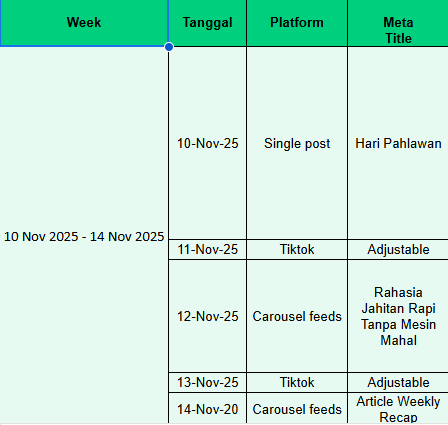 Week Tanggal Platform Meta
Title
10 Nov 2025 - 14 Nov 2025
10-Nov-25 Single post Hari Pahlawan
11-Nov-25 Tiktok Adjustable
12-Nov-25 Carousel feeds Rahasia
Jahitan Rapi
Tanpa Mesin
Mahal
13-Nov-25 Tiktok Adjustable
14-Nov-20 Carousel feeds Article Weekly
Recap